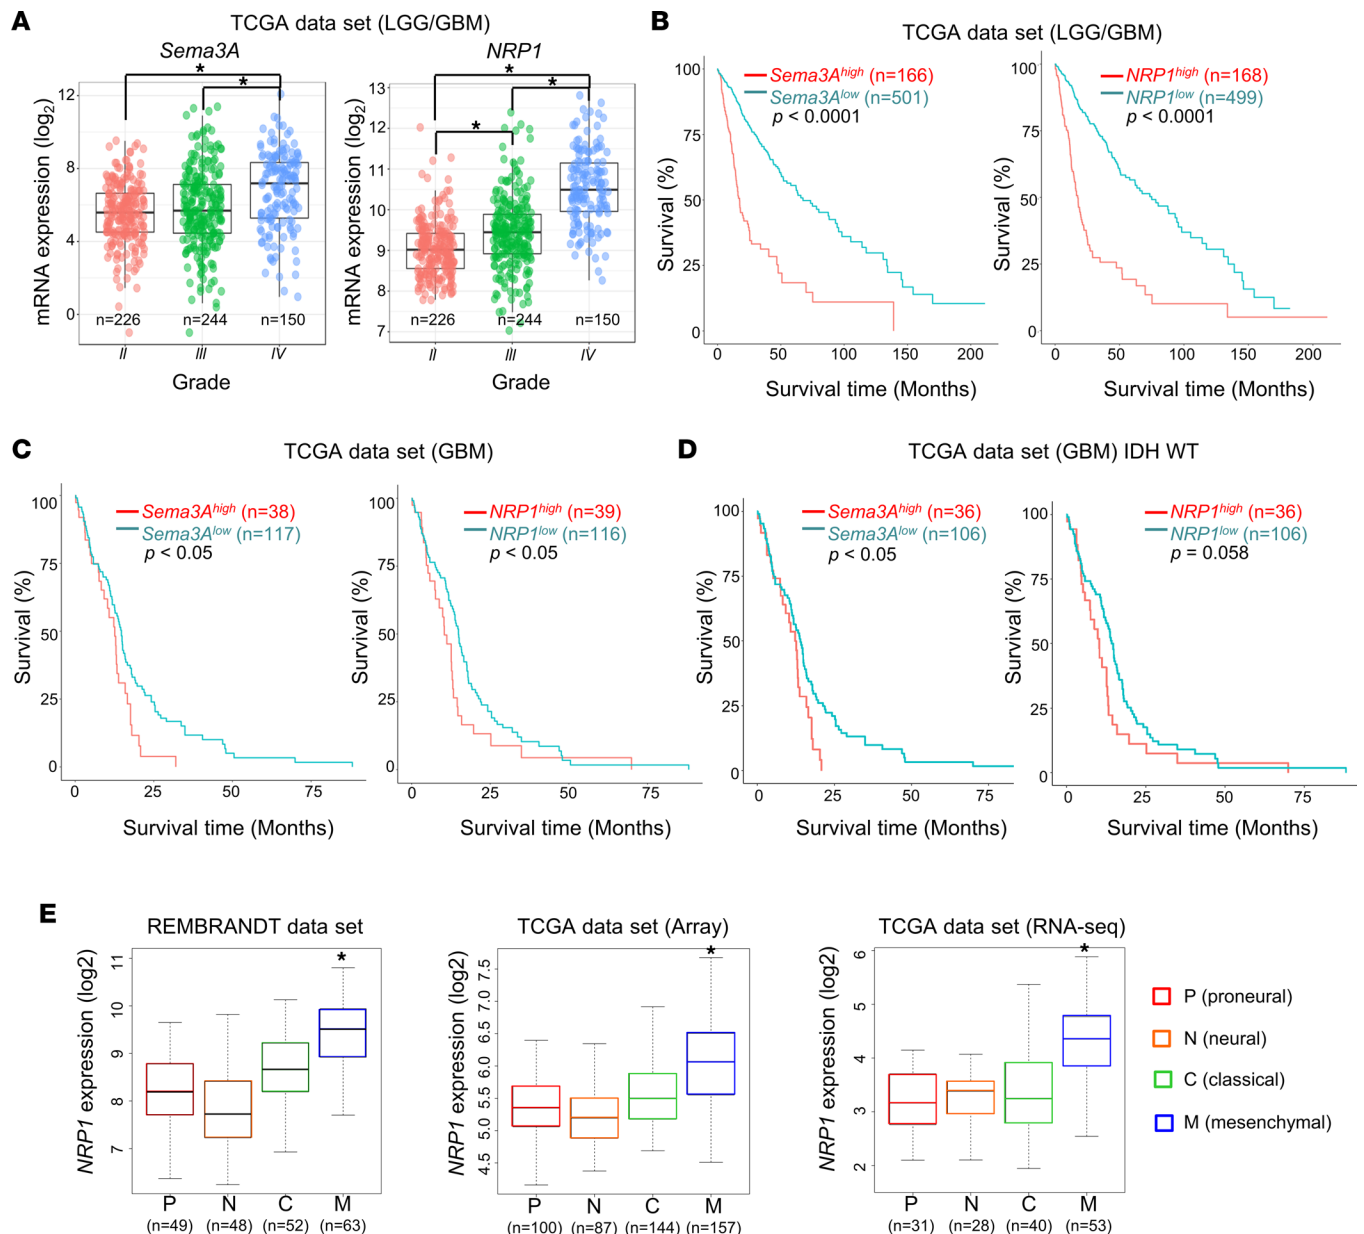 A
TCGA data set (LGG/GBM)
Sema3A
NRP1
mRNA expression (log2)
12
8
4
0
*
*
n=226
n=244
n=150
II
III
IV
Grade
mRNA expression (log2)
13
12
11
10
9
8
7
*
*
*
n=226
n=244
n=150
II
III
IV
Grade
B
TCGA data set (LGG/GBM)
Survival (%)
100
75
50
25
0
Sema3Ahigh (n=166)
Sema3Alow (n=501)
p < 0.0001
0
50
100
150
200
Survival time (Months)
Survival (%)
100
75
50
25
0
NRP1high (n=168)
NRP1low (n=499)
p < 0.0001
0
50
100
150
200
Survival time (Months)
C
TCGA data set (GBM)
Survival (%)
100
75
50
25
0
Sema3Ahigh (n=38)
Sema3Alow (n=117)
p < 0.05
0
25
50
75
Survival time (Months)
Survival (%)
100
75
50
25
0
NRP1high (n=39)
NRP1low (n=116)
p < 0.05
0
25
50
75
Survival time (Months)
D
TCGA data set (GBM) IDH WT
Survival (%)
100
75
50
25
0
Sema3Ahigh (n=36)
Sema3Alow (n=106)
p < 0.05
0
25
50
75
Survival time (Months)
Survival (%)
100
75
50
25
0
NRP1high (n=36)
NRP1low (n=106)
p = 0.058
0
25
50
75
Survival time (Months)
E
REMBRANDT data set
NRP1 expression (log2)
11
10
9
8
7
*
P
N
C
M
(n=49)
(n=48)
(n=52)
(n=63)
TCGA data set (Array)
NRP1 expression (log2)
7.5
7.0
6.5
6.0
5.5
5.0
4.5
*
P
N
C
M
(n=100)
(n=87)
(n=144)
(n=157)
TCGA data set (RNA-seq)
NRP1 expression (log2)
6
5
4
3
2
*
P
N
C
M
(n=31)
(n=28)
(n=40)
(n=53)
P (proneural)
N (neural)
C (classical)
M (mesenchymal)